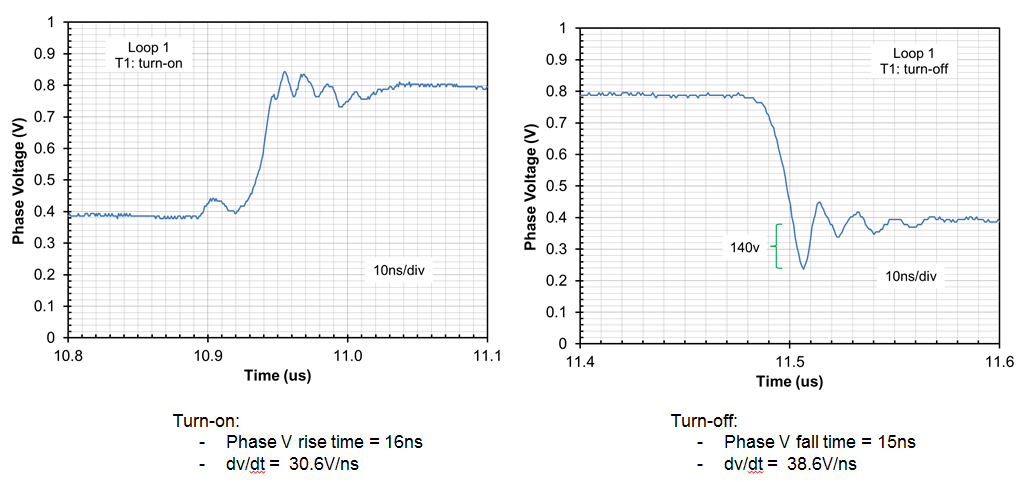 Loop 1
T1: turn-on
1
0.9
0.8
0.7
0.6
0.5
0.4
0.3
0.2
0.1
0
Phase Voltage (V)
10ns/div
10.8
10.9
11.0
11.1
Time (us)
Loop 1
T1: turn-off
1
0.9
0.8
0.7
0.6
0.5
0.4
0.3
0.2
0.1
0
Phase Voltage (V)
140v
10ns/div
11.4
11.5
11.6
Time (us)
Turn-on:
- Phase V rise time = 16ns
- dv/dt = 30.6V/ns
Turn-off:
- Phase V fall time = 15ns
- dv/dt = 38.6V/ns